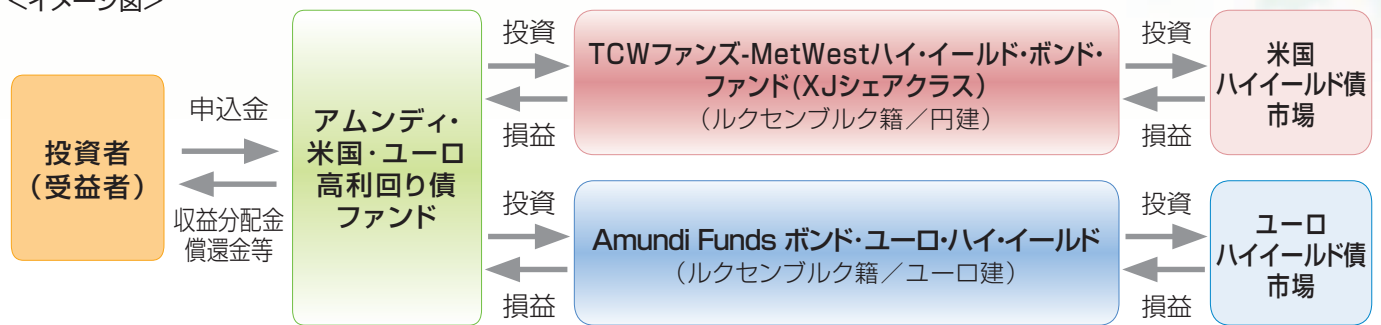 <イメージ図>
投資者
(受益者)
申込金
収益分配金
償還金等
アムンディ・
米国・ユーロ
高利回り債
ファンド
投資
損益
TCWファンズ-MetWestハイ・イールド・ボンド・
ファンド(XJシェアクラス)
(ルクセンブルク籍/円建)
投資
損益
米国
ハイイールド債
市場
投資
損益
Amundi Funds ボンド・ユーロ・ハイ・イールド
(ルクセンブルク籍/ユーロ建)
投資
損益
ユーロ
ハイイールド債
市場